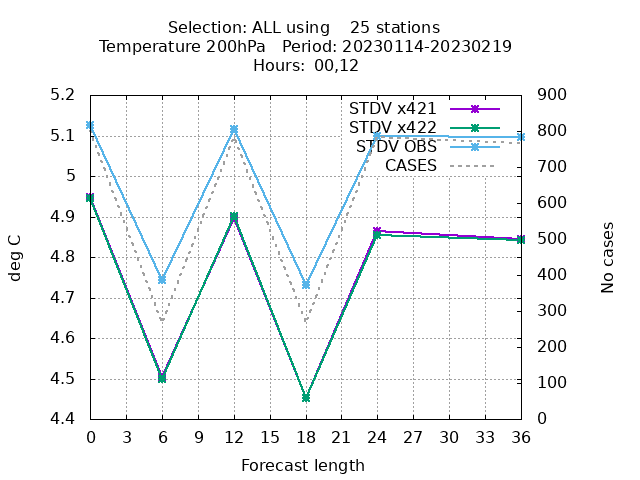 Selection: ALL using    25 stations
Temperature 200hPa   Period: 20230114-20230219
Hours:  00,12
5.2
5.1
5
4.9
4.8
4.7
4.6
4.5
4.4
deg C
900
800
700
600
500
400
300
200
100
0
No cases
STDV x421
STDV x422
STDV OBS
CASES
0 3 6 9 12 15 18 21 24 27 30 33 36
Forecast length